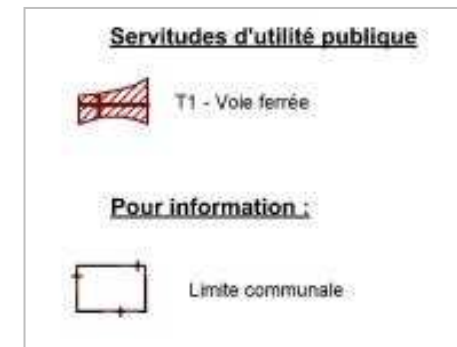 Servitudes d'utilité publique
T1 - Voie ferrée
Pour information :
Limite communale